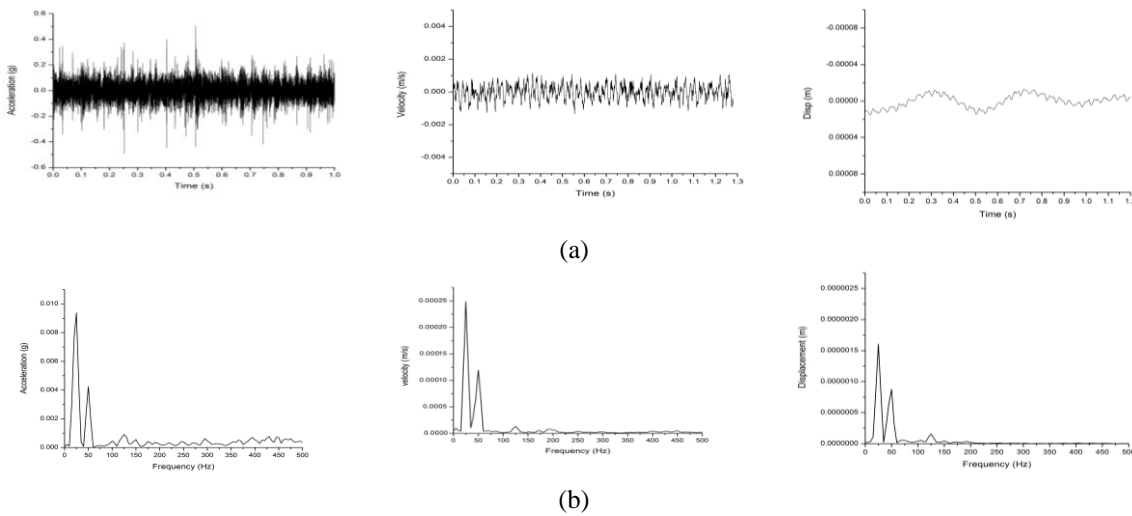 0.6
0.4
0.2
0.0
-0.2
-0.4
-0.6
Acceleration (g)
0.0 0.1 0.2 0.3 0.4 0.5 0.6 0.7 0.8 0.9 1.0
Time (s)
0.004
0.002
0.000
-0.002
-0.004
Velocity (m/s)
0.0 0.1 0.2 0.3 0.4 0.5 0.6 0.7 0.8 0.9 1.0 1.1 1.2 1.3
Time (s)
-0.00008
-0.00004
0.00000
0.00004
0.00008
Disp (m)
0.0 0.1 0.2 0.3 0.4 0.5 0.6 0.7 0.8 0.9 1.0 1.1
Time (s)
(a)
0.010
0.008
0.006
0.004
0.002
0.000
Acceleration (g)
0 50 100 150 200 250 300 350 400 450 500
Frequency (Hz)
0.00025
0.00020
0.00015
0.00010
0.00005
0.0000
velocity (m/s)
0 50 100 150 200 250 300 350 400 450 500
Frequency (Hz)
0.0000025
0.0000020
0.0000015
0.0000010
0.0000005
0.0000000
Displacement (m)
0 50 100 150 200 250 300 350 400 450 500
Frequency (Hz)
(b)